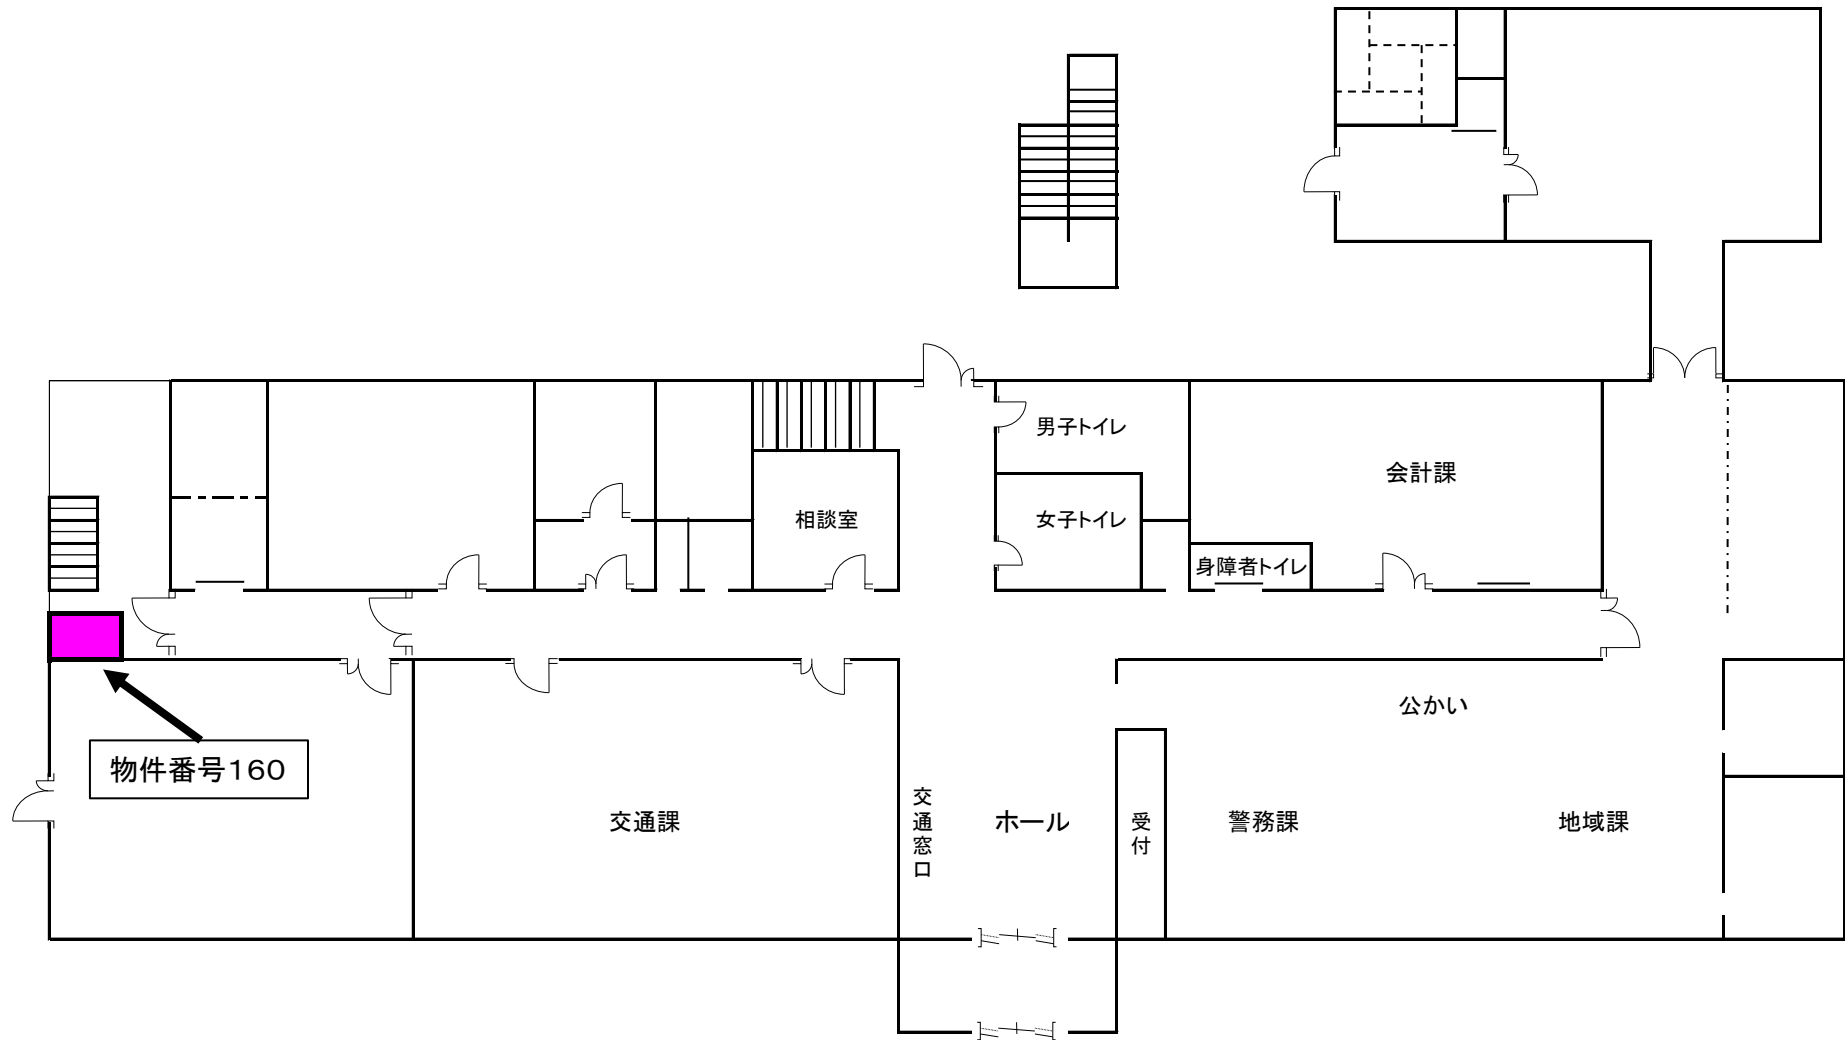 男子トイレ
会計課
相談室
女子トイレ
身障者トイレ
公かい
物件番号160
交通課
交通窓口
ホール
受付
警務課
地域課